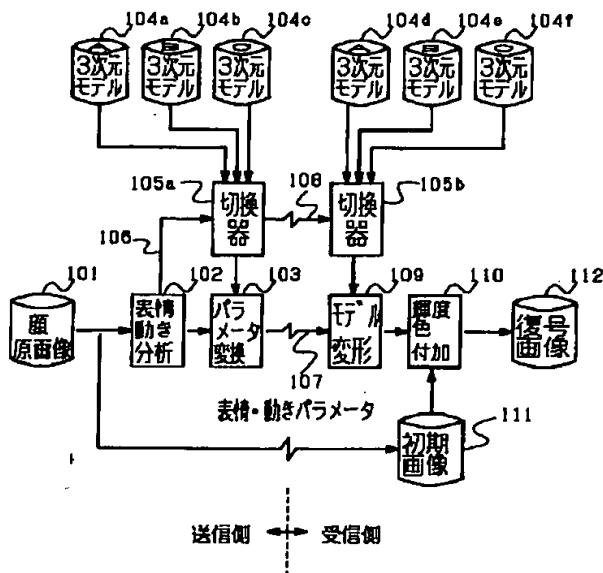 104a 104b 104c 104d 104e 104f
3次元
モデル
3次元
モデル
3次元
モデル
3次元
モデル
3次元
モデル
3次元
モデル
105a
切換
器
108
切換
器
105b
106
101
顔
原画像
102
表情
動き
分析
103
パラ
メータ
変換
107
109
モデル
変形
110
輝度
色
付加
112
復号
画像
表情・動きパラメータ
初期
画像
111
送信側
受信側